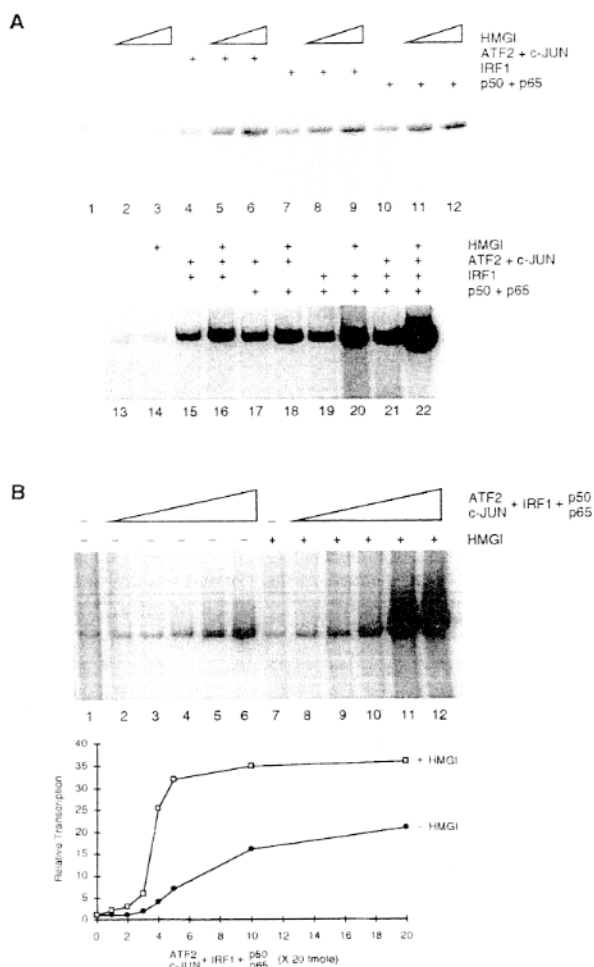 A
HMGI
+ + + ATF2 + c-JUN
+ + + IRF1
+ + + p50 + p65
1 2 3 4 5 6 7 8 9 10 11 12
+ + + + + HMGI
+ + + + + + ATF2 + c-JUN
+ + + + + + IRF1
+ + + + + + p50 + p65
13 14 15 16 17 18 19 20 21 22
B
ATF2 c-JUN + IRF1 + p50 p65
− − − − − − + + + + + + HMGI
1 2 3 4 5 6 7 8 9 10 11 12
Relative Transcription
40
35
30
25
20
15
10
5
0
+ HMGI
− HMGI
0 2 4 6 8 10 12 14 16 18 20
ATF2 c-JUN + IRF1 + p50 p65 (X 20 fmole)